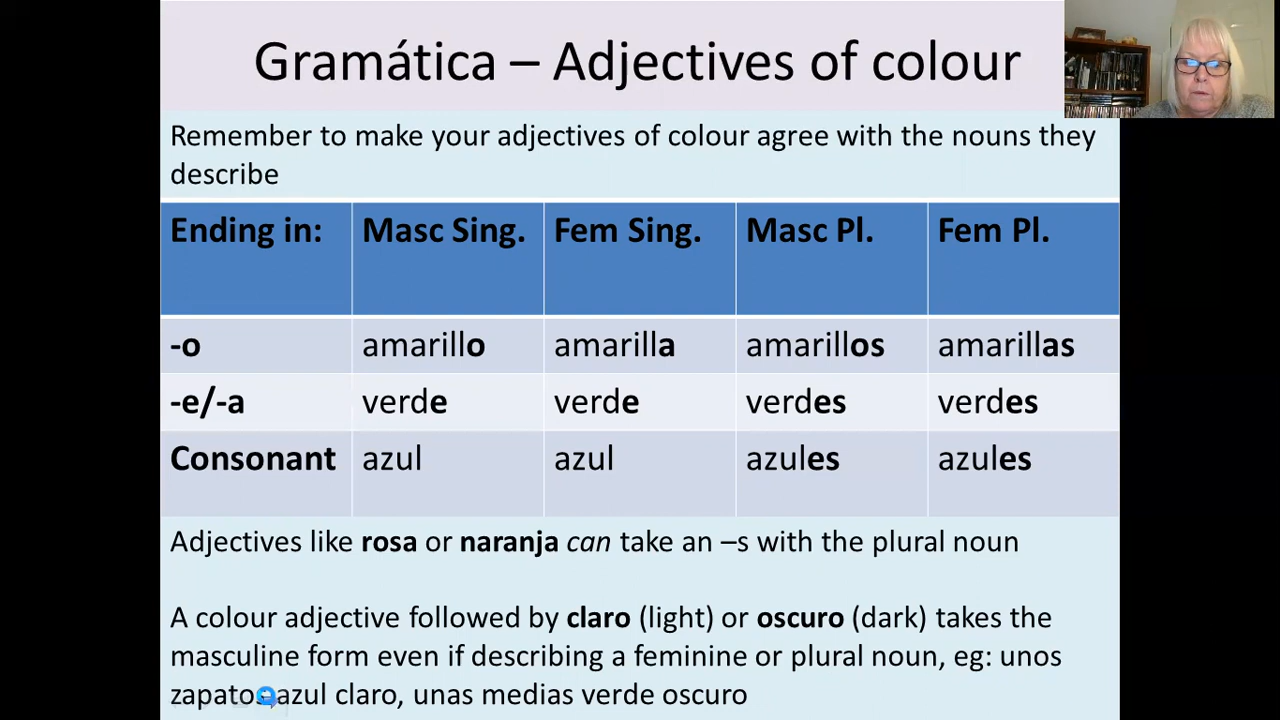 Gramática – Adjectives of colour
Remember to make your adjectives of colour agree with the nouns they
describe
Ending in: Masc Sing. Fem Sing. Masc Pl. Fem Pl.
-o amarillo amarilla amarillos amarillas
-e/-a verde verde verdes verdes
Consonant azul azul azules azules
Adjectives like rosa or naranja can take an –s with the plural noun
A colour adjective followed by claro (light) or oscuro (dark) takes the
masculine form even if describing a feminine or plural noun, eg: unos
zapatos azul claro, unas medias verde oscuro